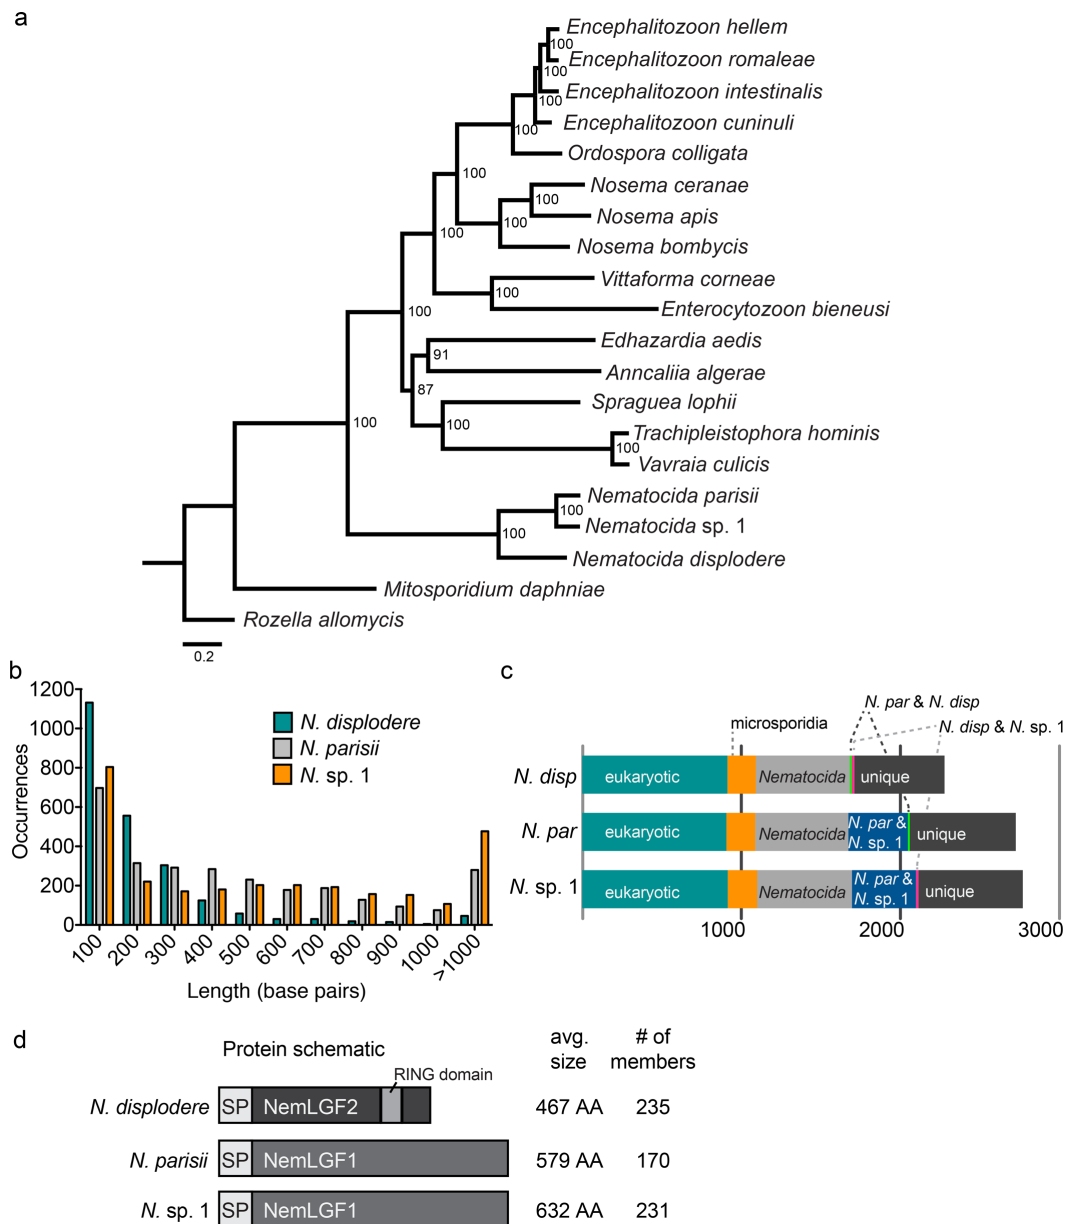 a
Encephalitozoon hellem
100
Encephalitozoon romaleae
100
Encephalitozoon intestinalis
100
Encephalitozoon cuninuli
100
Ordospora colligata
100
Nosema ceranae
100
Nosema apis
100
100
Nosema bombycis
Vittaforma corneae
100
Enterocytozoon bieneusi
100
Edhazardia aedis
91
Anncaliia algerae
87
Spraguea lophii
100
100
Trachipleistophora hominis
100
Vavraia culicis
Nematocida parisii
100
Nematocida sp. 1
100
Nematocida displodere
Mitosporidium daphniae
Rozella allomycis
0.2
b
1200
1000
800
600
400
200
0
Occurrences
N. displodere
N. parisii
N. sp. 1
100
200
300
400
500
600
700
800
900
1000
>1000
Length (base pairs)
c
N. par & N. disp
microsporidia
N. disp & N. sp. 1
N. disp
eukaryotic
Nematocida
unique
N. par
eukaryotic
Nematocida
N. par &
N. sp. 1
unique
N. sp. 1
eukaryotic
Nematocida
N. par &
N. sp. 1
unique
1000
2000
3000
d
Protein schematic
avg.
size
# of
members
RING domain
N. displodere
SP
NemLGF2
467 AA
235
N. parisii
SP
NemLGF1
579 AA
170
N. sp. 1
SP
NemLGF1
632 AA
231